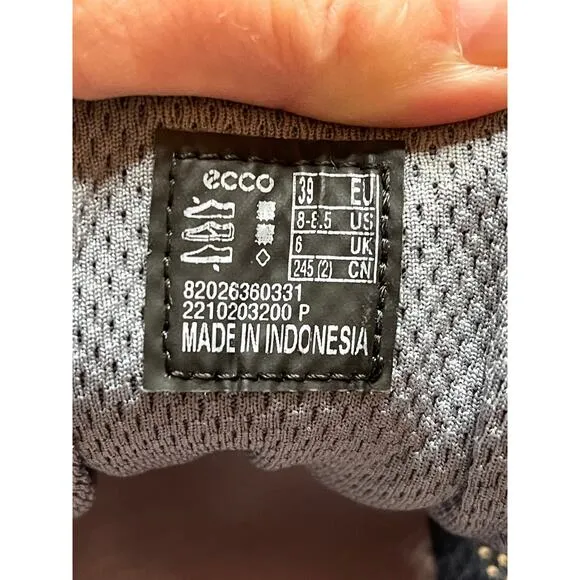 ecco
39 EU
8-8.5 US
6 UK
245 (2) CN
82026360331
2210203200 P
MADE IN INDONESIA